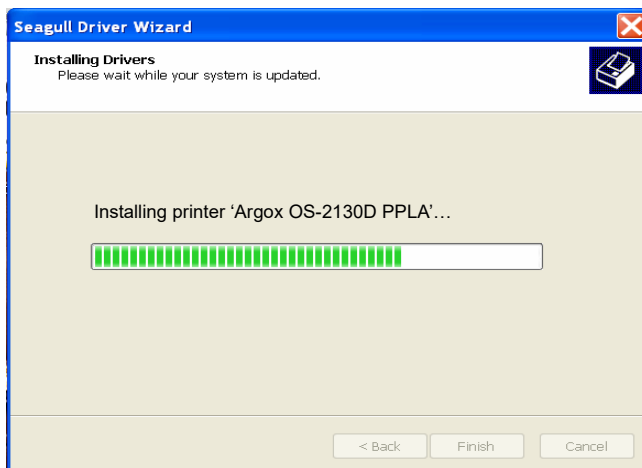 Seagull Driver Wizard
Installing Drivers
Please wait while your system is updated.
Installing printer ‘Argox OS-2130D PPLA’…
< Back Finish Cancel